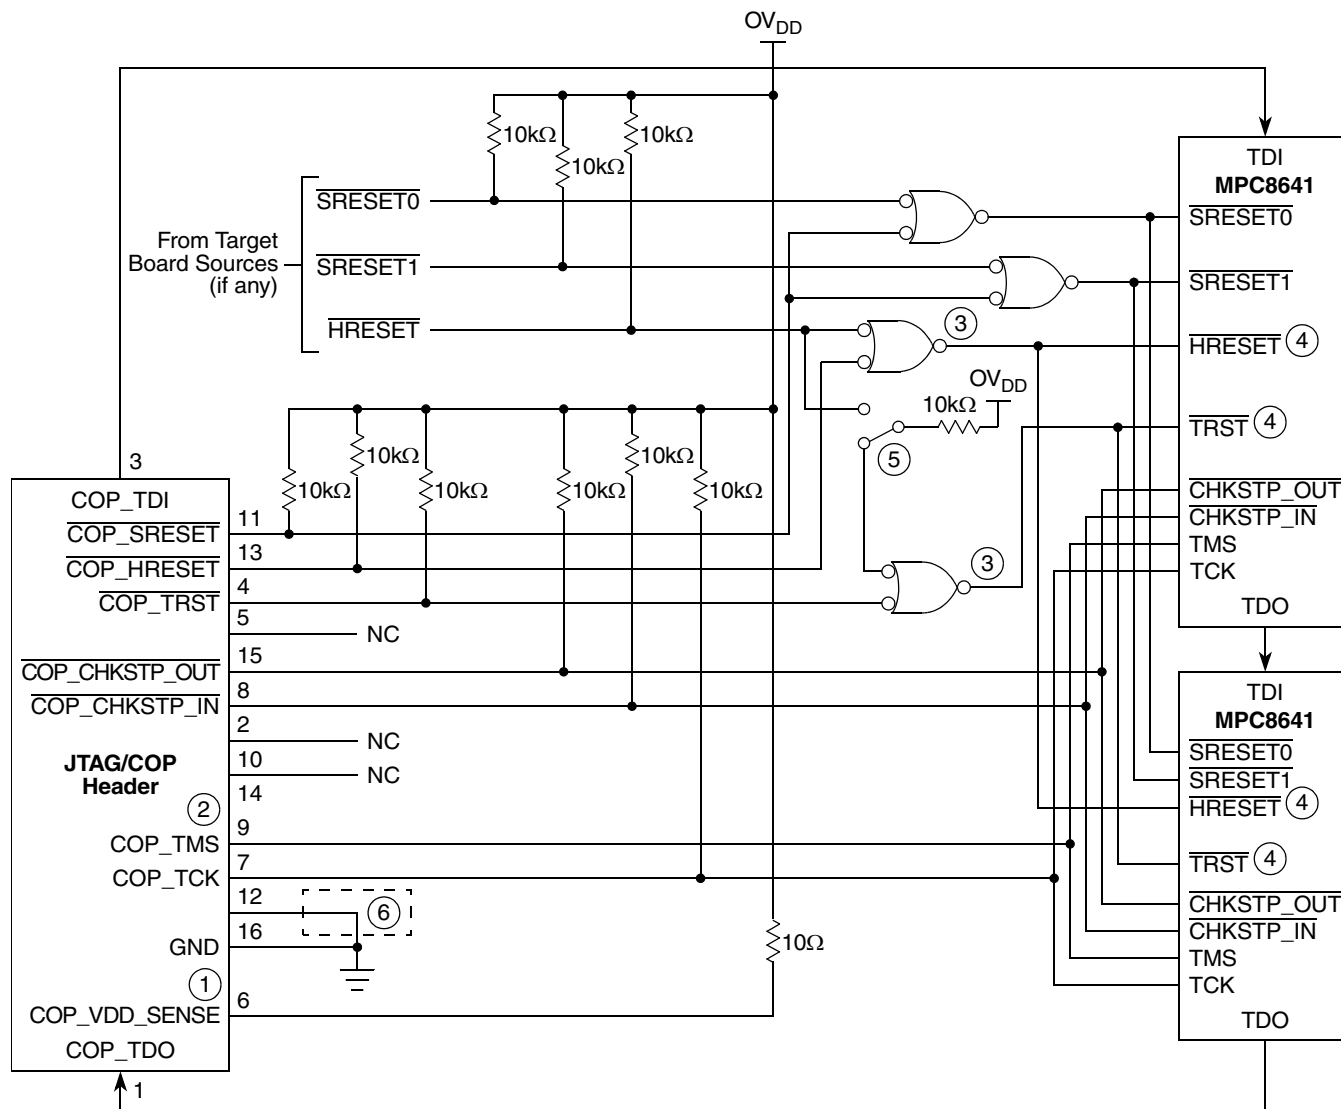 OVDD
10kΩ
10kΩ
10kΩ
SRESET0
From Target
Board Sources
(if any)
SRESET1
HRESET
TDI
MPC8641
SRESET0
SRESET1
3
HRESET 4
OVDD
10kΩ
TRST 4
5
3
10kΩ
10kΩ
10kΩ
10kΩ
10kΩ
10kΩ
CHKSTP_OUT
CHKSTP_IN
TMS
TCK
TDO
3
COP_TDI
11
COP_SRESET
13
COP_HRESET
4
COP_TRST
5
NC
15
COP_CHKSTP_OUT
8
COP_CHKSTP_IN
2
NC
JTAG/COP
Header
10
NC
14
2
9
COP_TMS
7
COP_TCK
12
6
16
GND
1
6
COP_VDD_SENSE
10Ω
COP_TDO
1
TDI
MPC8641
SRESET0
SRESET1
HRESET 4
TRST 4
CHKSTP_OUT
CHKSTP_IN
TMS
TCK
TDO